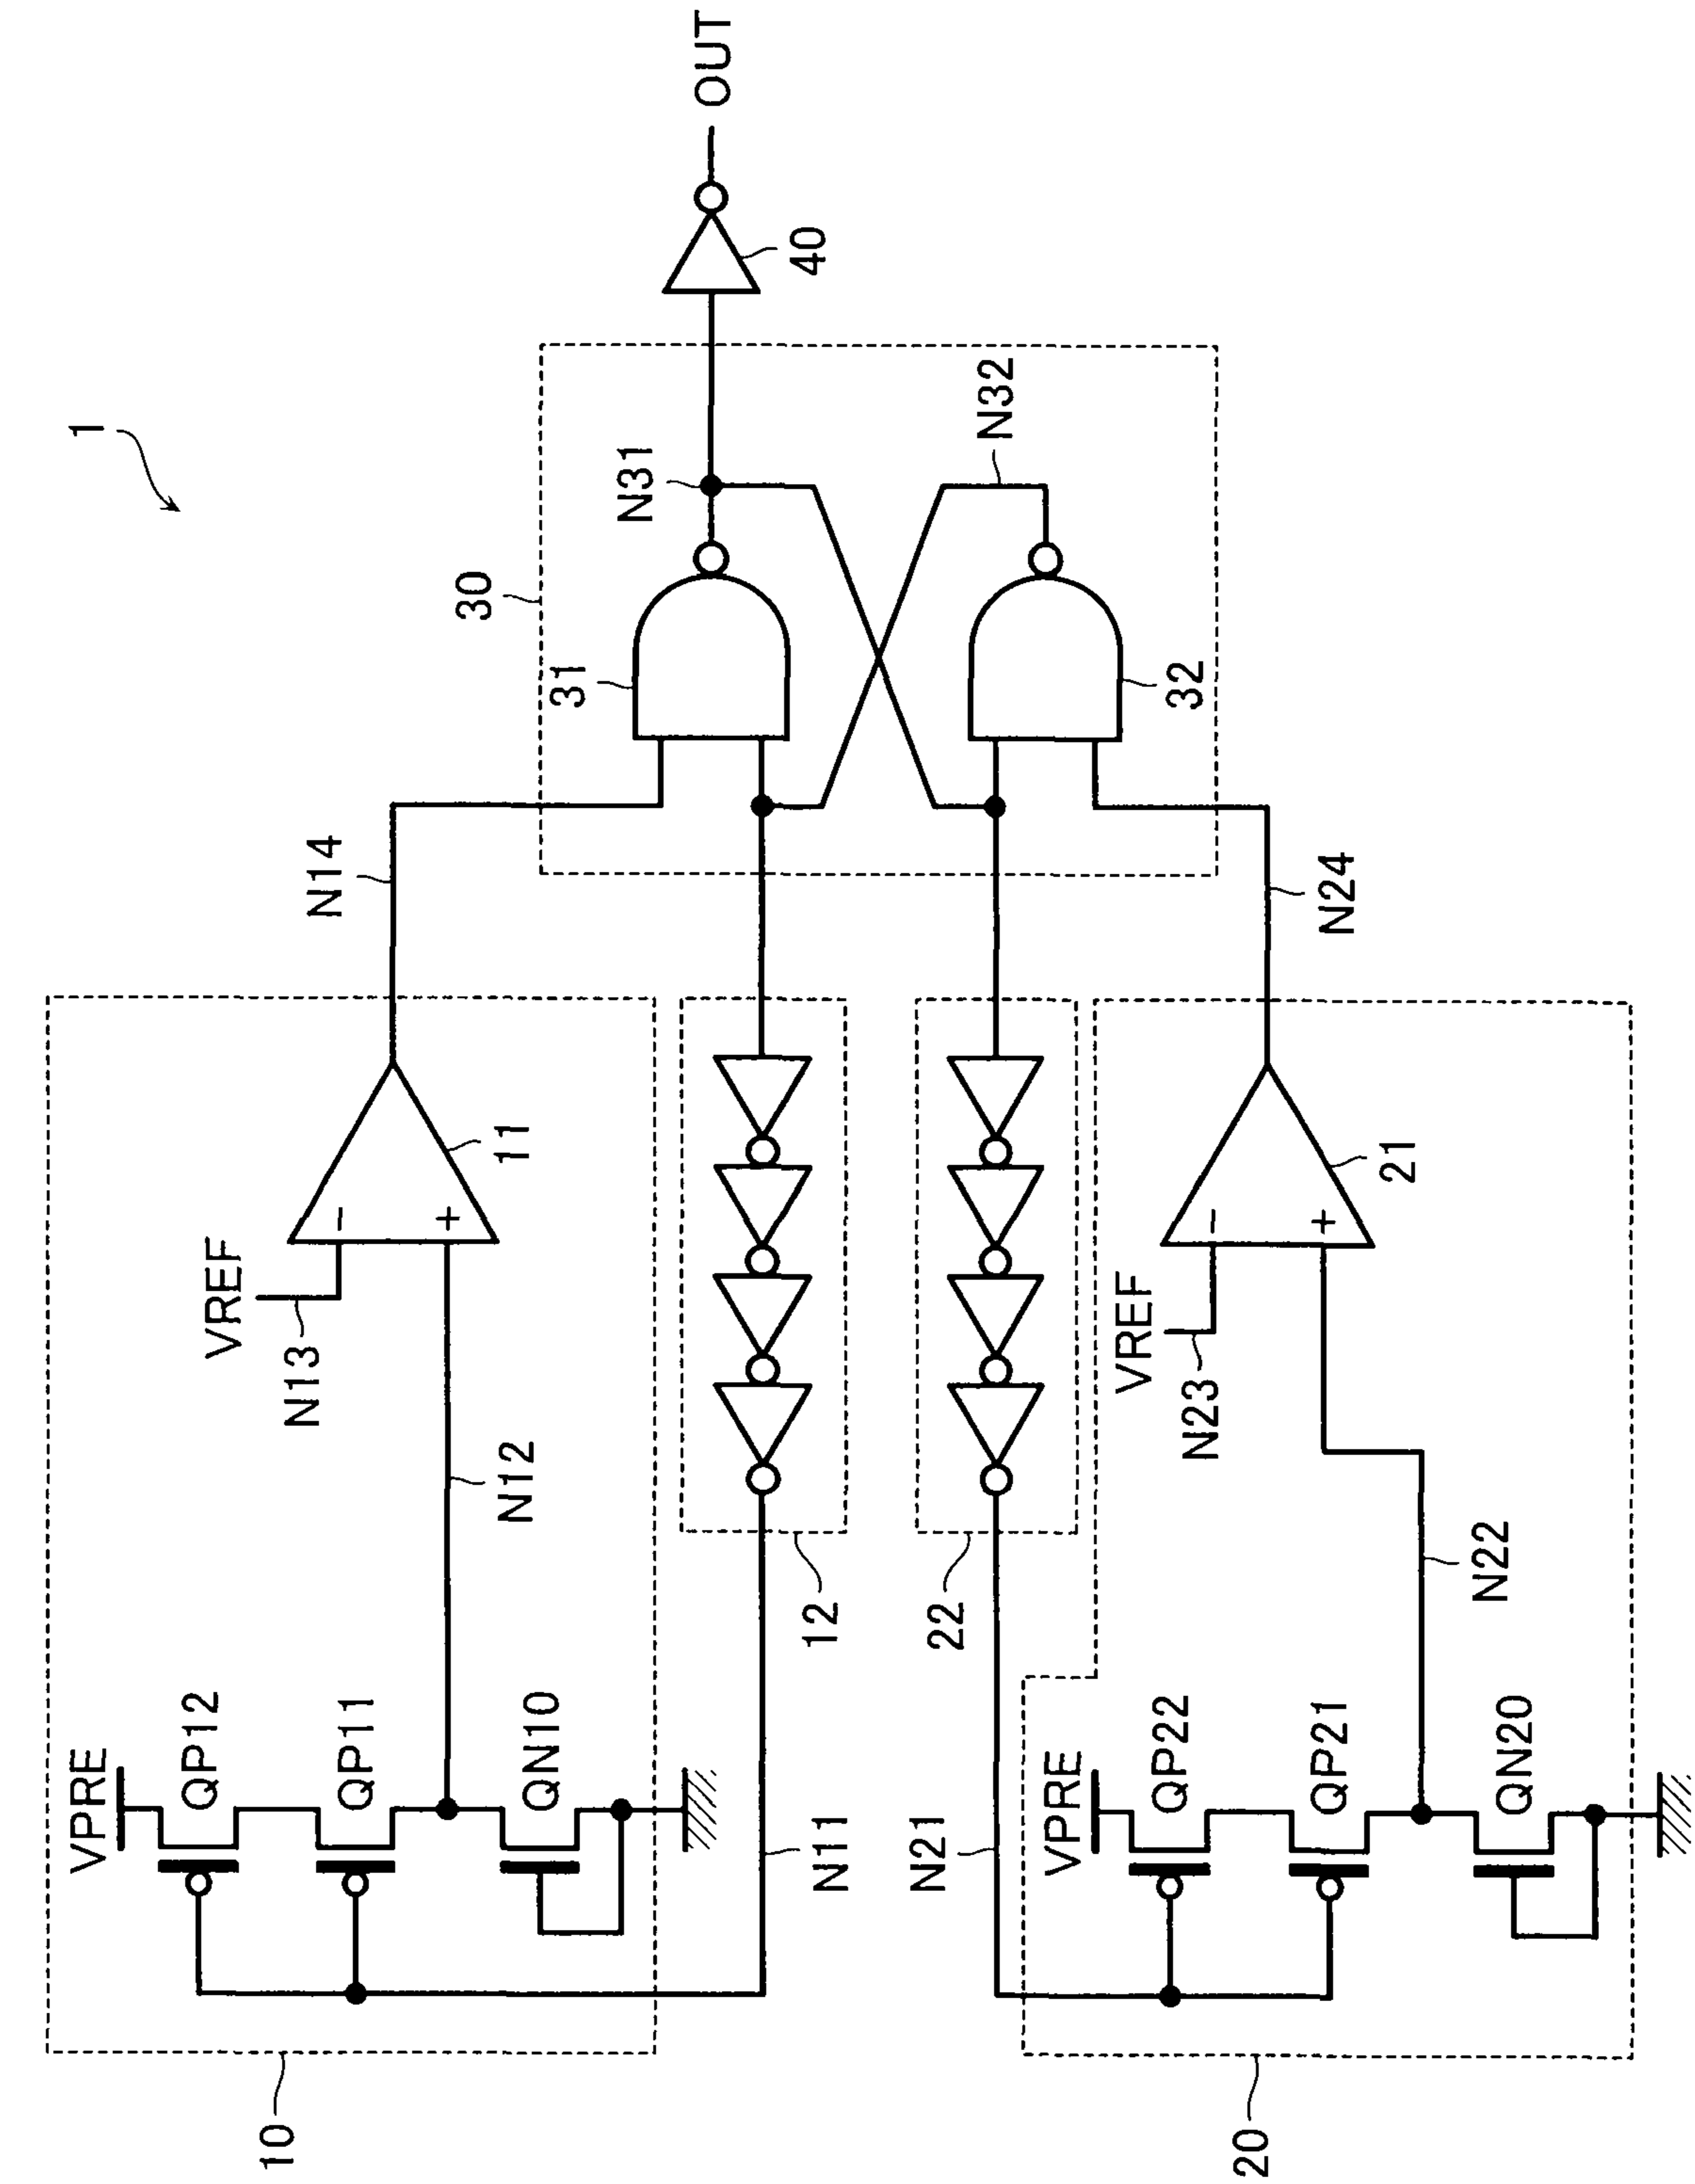 1
10
VPRE
QP12
QP11
QN10
N11
N12
VREF
N13
-
+
11
N14
12
30
31
N31
N32
32
40
OUT
22
N21
20
VPRE
QP22
QP21
QN20
N22
VREF
N23
-
+
21
N24